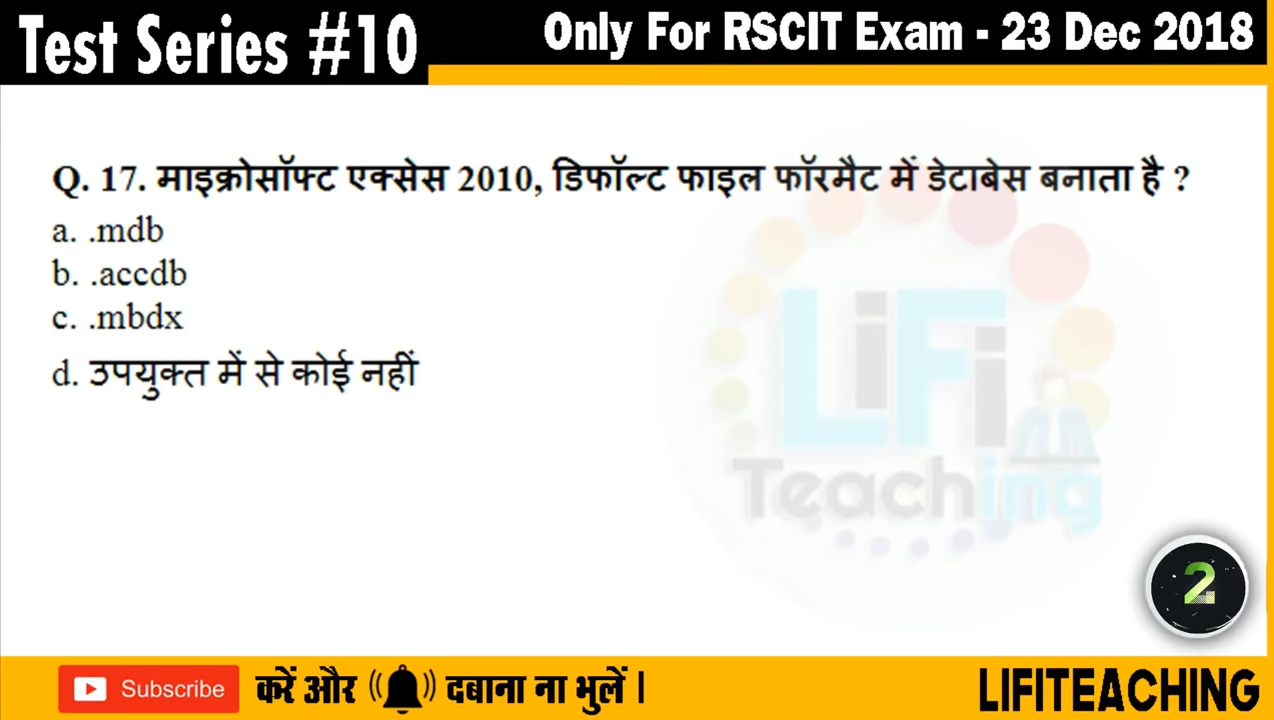 Test Series #10
Only For RSCIT Exam - 23 Dec 2018
Q. 17. माइक्रोसॉफ्ट एक्सेस 2010, डिफॉल्ट फाइल फॉरमैट में डेटाबेस बनाता है ?
a. .mdb
b. .accdb
c. .mbdx
d. उपयुक्त में से कोई नहीं
LiFi
Teaching
2
Subscribe करें और दबाना ना भुलें । LIFITEACHING